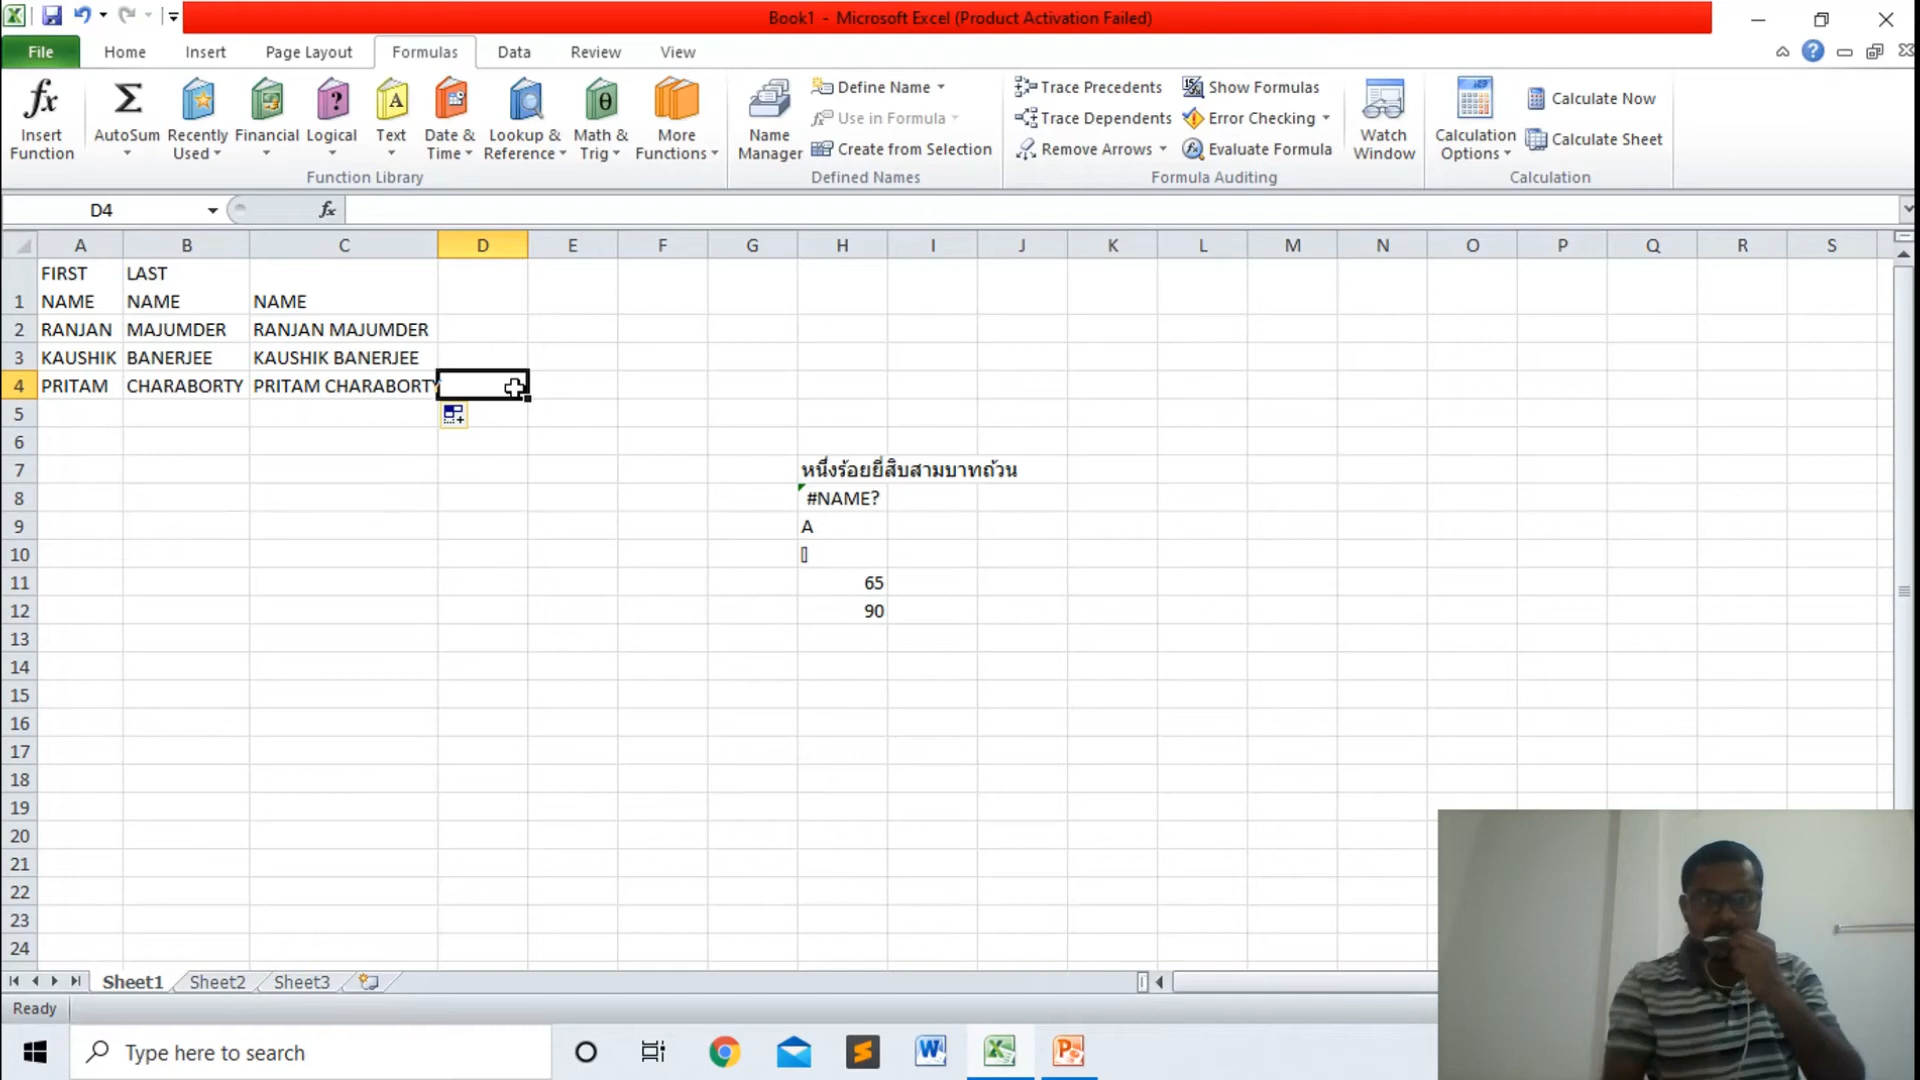 Book1 - Microsoft Excel (Product Activation Failed)
File Home Insert Page Layout Formulas Data Review View
Insert Function
AutoSum
Recently Used
Financial
Logical
Text
Date & Time
Lookup & Reference
Math & Trig
More Functions
Function Library
Name Manager
Define Name
Use in Formula
Create from Selection
Defined Names
Trace Precedents
Trace Dependents
Remove Arrows
Show Formulas
Error Checking
Evaluate Formula
Formula Auditing
Watch Window
Calculation Options
Calculate Now
Calculate Sheet
Calculation
D4 fx
A B C D E F G H I J K L M N O P Q R S
FIRST LAST
1 NAME NAME NAME
2 RANJAN MAJUMDER RANJAN MAJUMDER
3 KAUSHIK BANERJEE KAUSHIK BANERJEE
4 PRITAM CHARABORTY PRITAM CHARABORTY
5
6
7 หนึ่งร้อยยี่สิบสามบาทถ้วน
8 #NAME?
9 A
10
11 65
12 90
13
14
15
16
17
18
19
20
21
22
23
24
Sheet1 Sheet2 Sheet3
Ready
Type here to search